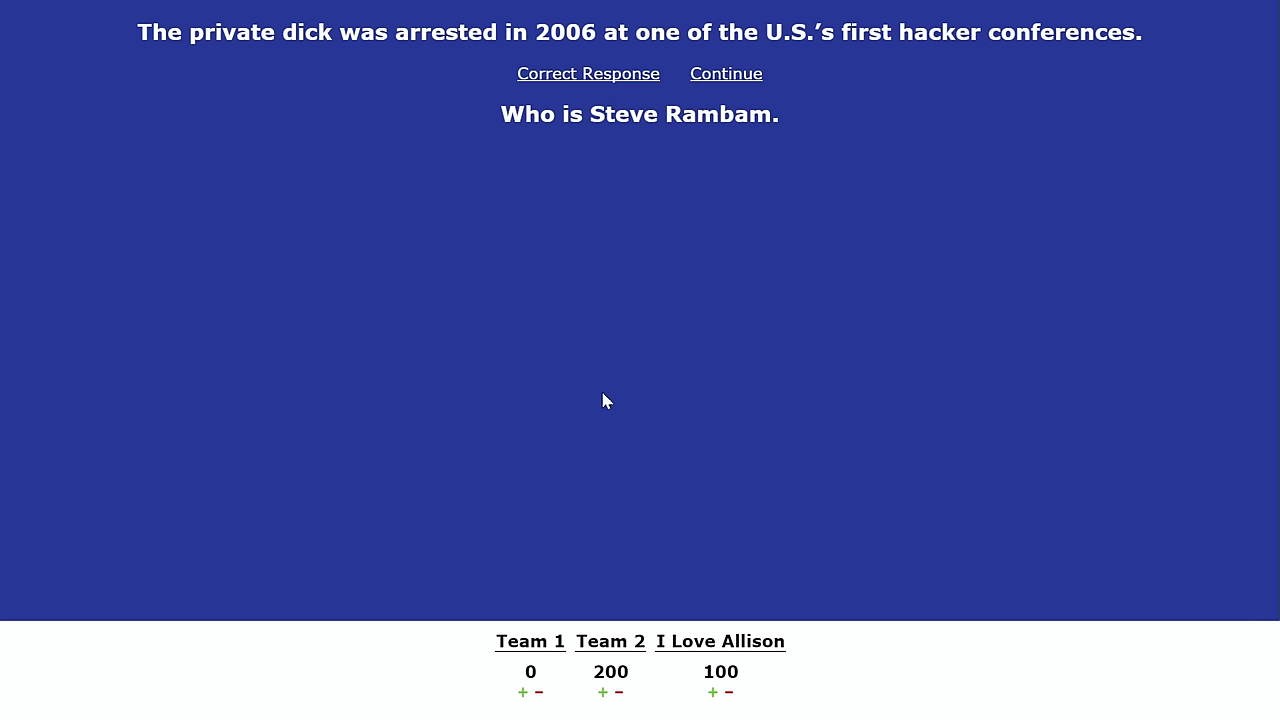 The private dick was arrested in 2006 at one of the U.S.’s first hacker conferences.
Correct Response Continue
Who is Steve Rambam.
Team 1 Team 2 I Love Allison
0 200 100
+ – + – + –